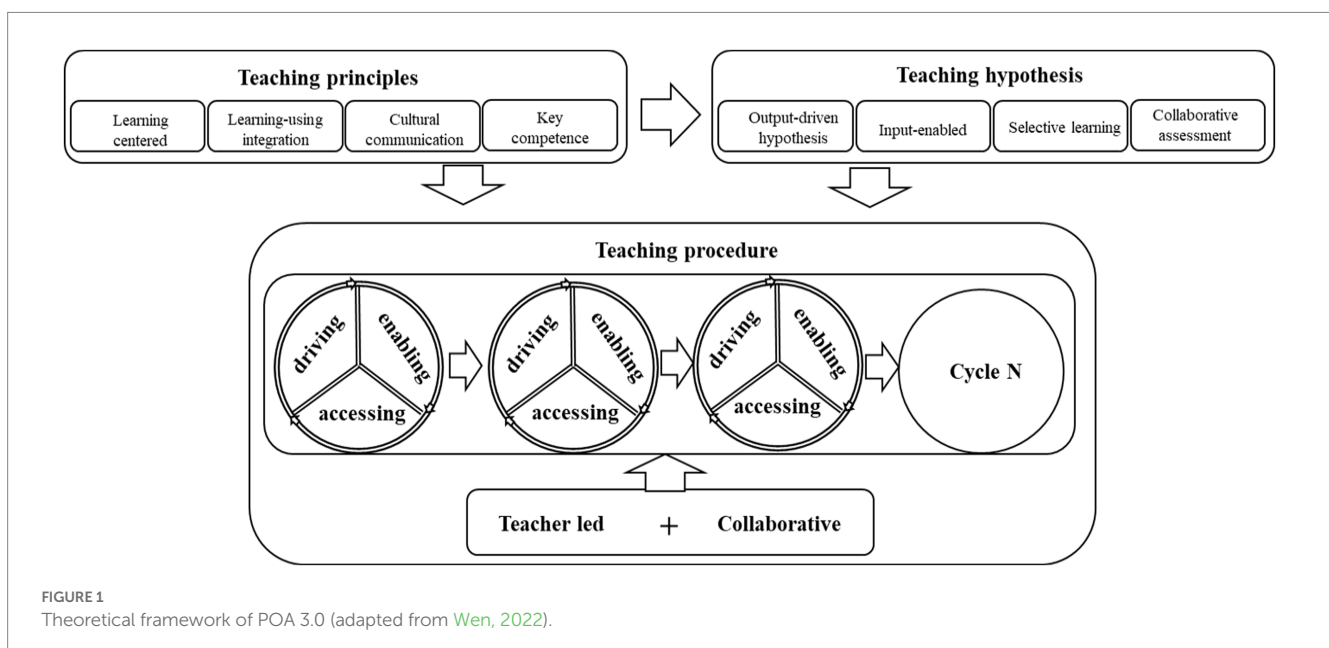 Teaching principles
Learning
centered
Learning-using
integration
Cultural
communication
Key
competence
Teaching hypothesis
Output-driven
hypothesis
Input-enabled
Selective learning
Collaborative
assessment
Teaching procedure
driving
enabling
accessing
driving
enabling
accessing
driving
enabling
accessing
Cycle N
Teacher led + Collaborative
FIGURE 1
Theoretical framework of POA 3.0 (adapted from Wen, 2022).